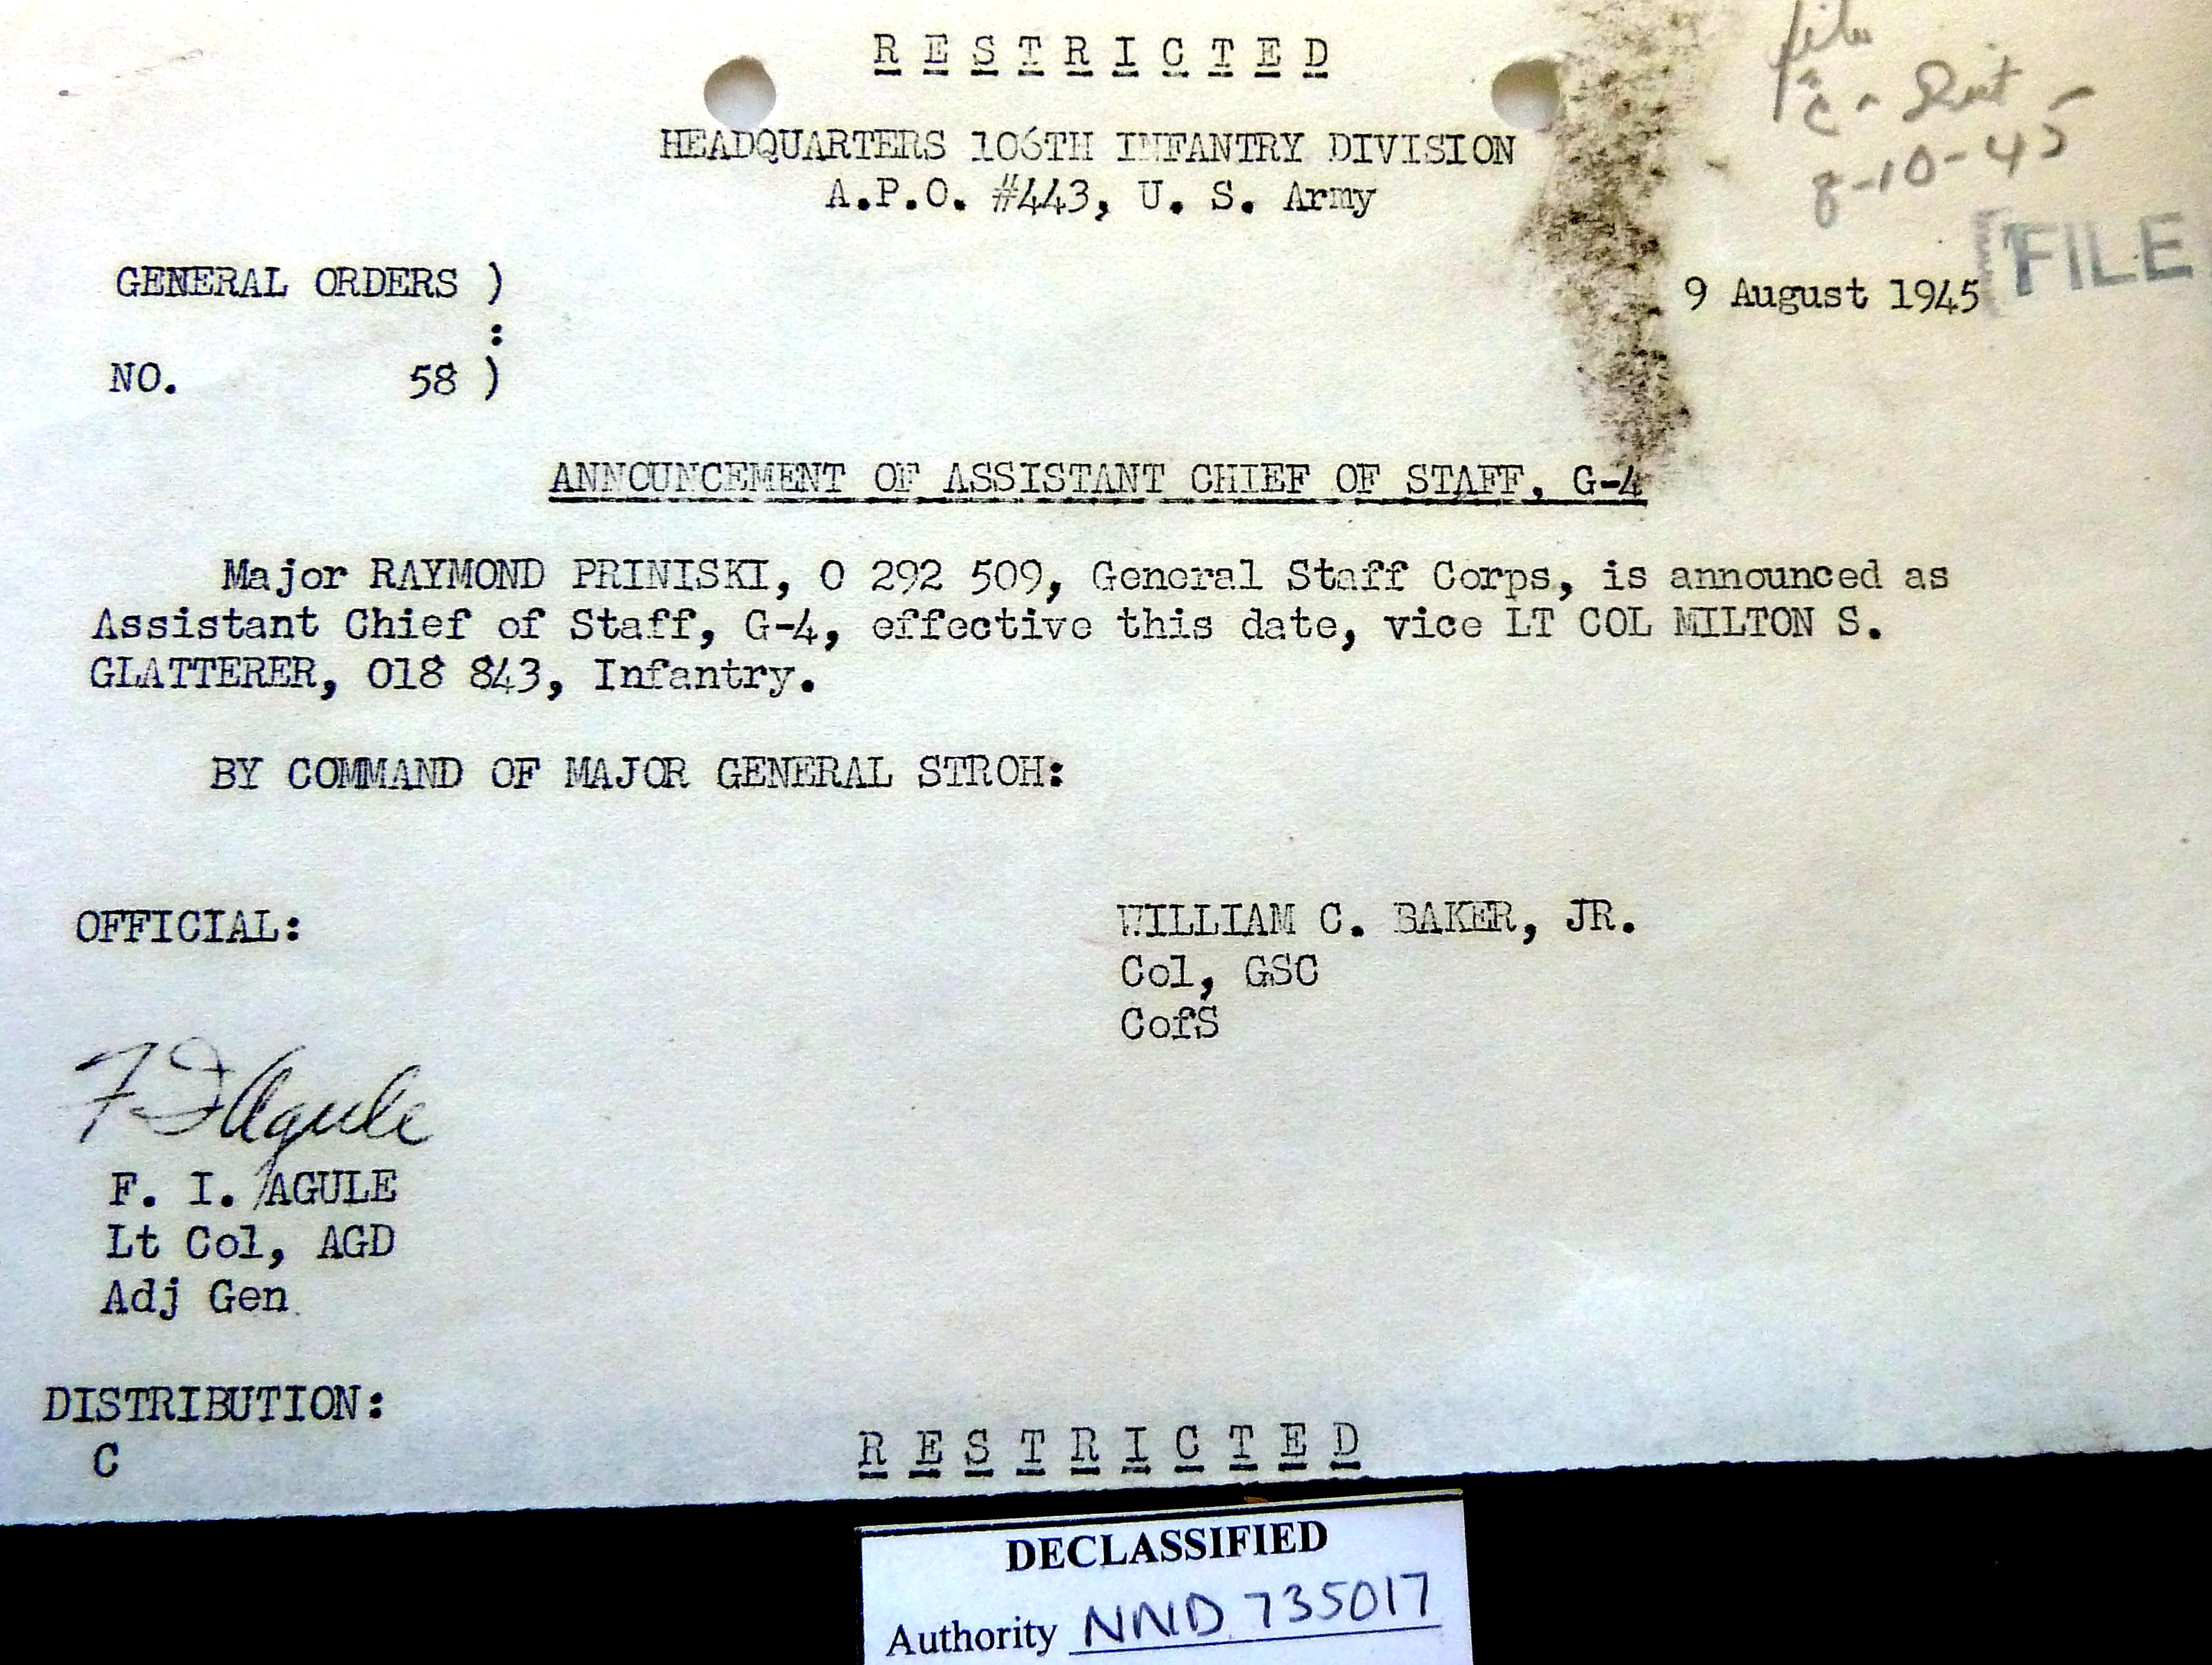 R E S T R I C T E D
HEADQUARTERS 106TH INFANTRY DIVISION
A.P.O. #443, U. S. Army
8-10-45
FILE
GENERAL ORDERS )
:
NO. 58 )
9 August 1945
ANNOUNCEMENT OF ASSISTANT CHIEF OF STAFF, G-4
Major RAYMOND PRINISKI, O 292 509, General Staff Corps, is announced as
Assistant Chief of Staff, G-4, effective this date, vice LT COL MILTON S.
GLATTERER, O18 843, Infantry.
BY COMMAND OF MAJOR GENERAL STROH:
OFFICIAL:
WILLIAM C. BAKER, JR.
Col, GSC
CofS
F I Agule
F. I. AGULE
Lt Col, AGD
Adj Gen
DISTRIBUTION:
C
R E S T R I C T E D
DECLASSIFIED
Authority NND 735017